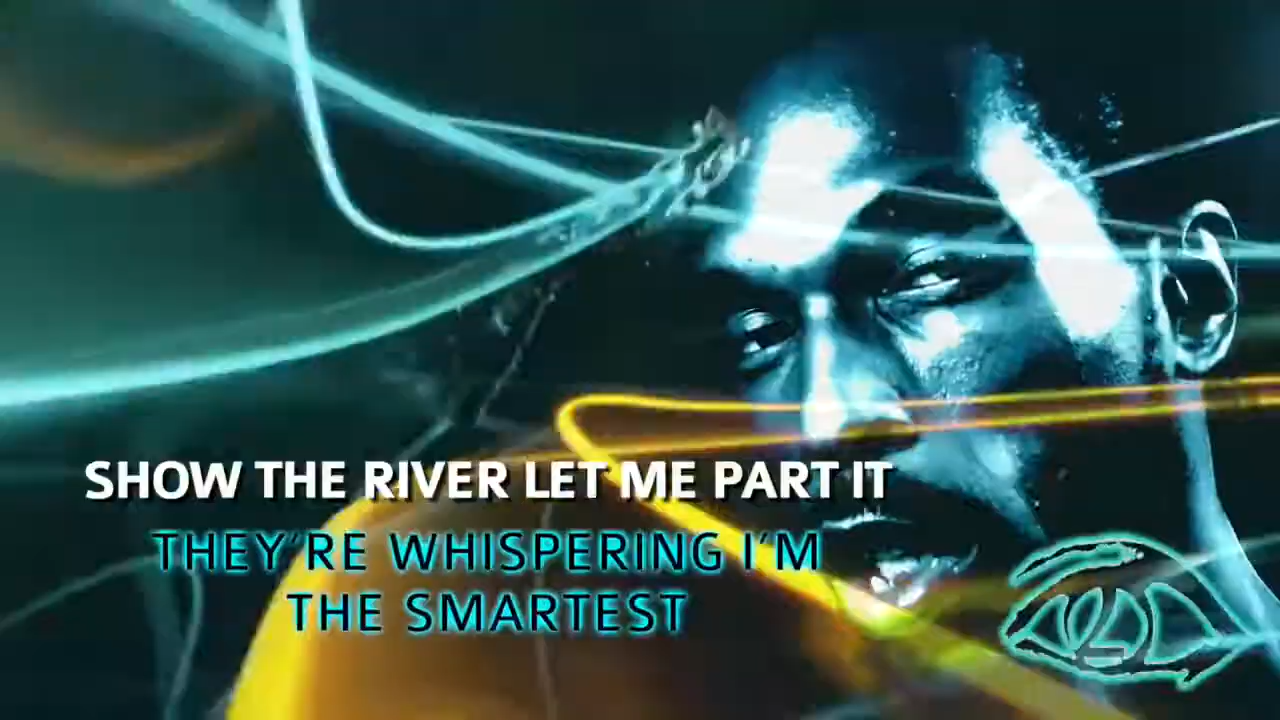 SHOW THE RIVER LET ME PART IT
THEY'RE WHISPERING I'M
THE SMARTEST